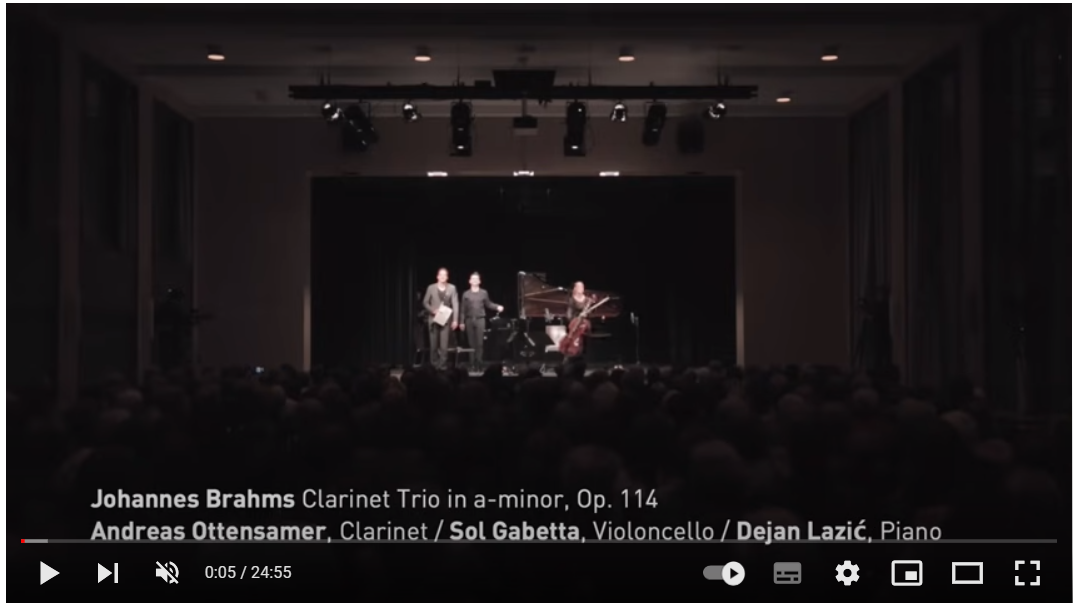 Johannes Brahms Clarinet Trio in a-minor, Op. 114
Andreas Ottensamer, Clarinet / Sol Gabetta, Violoncello / Dejan Lazić, Piano
0:05 / 24:55